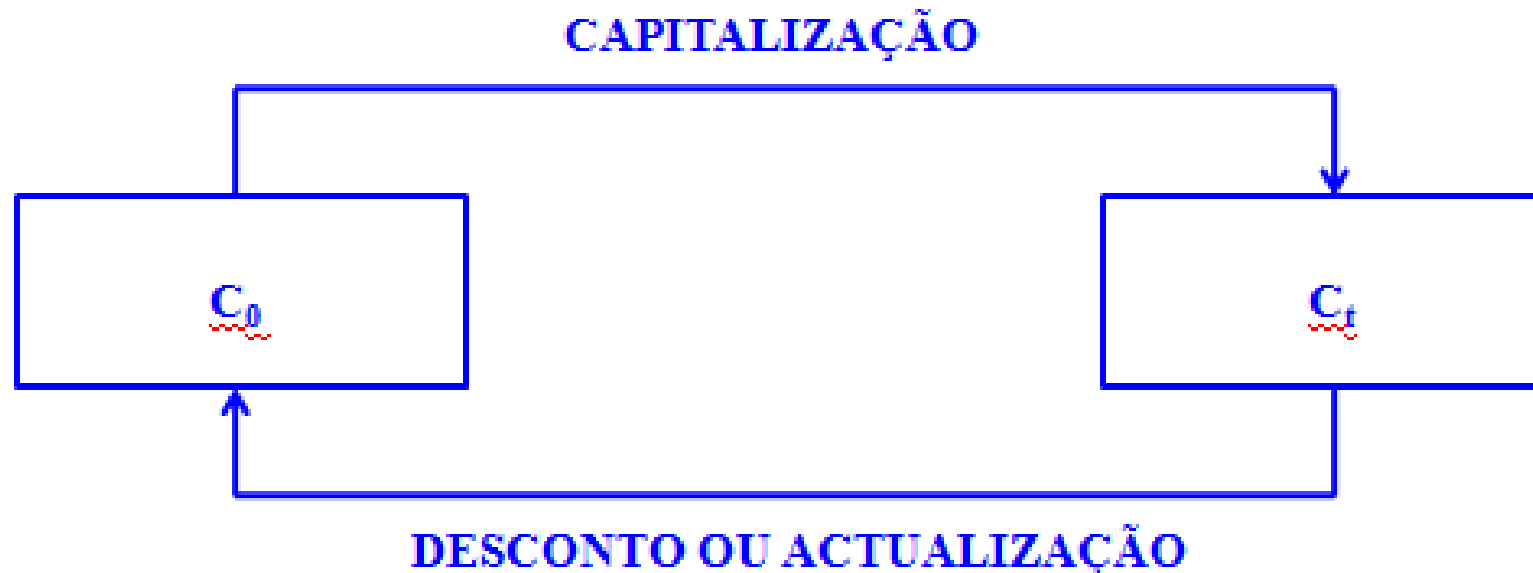 CAPITALIZAÇÃO
C₀
Cₜ
DESCONTO OU ACTUALIZAÇÃO